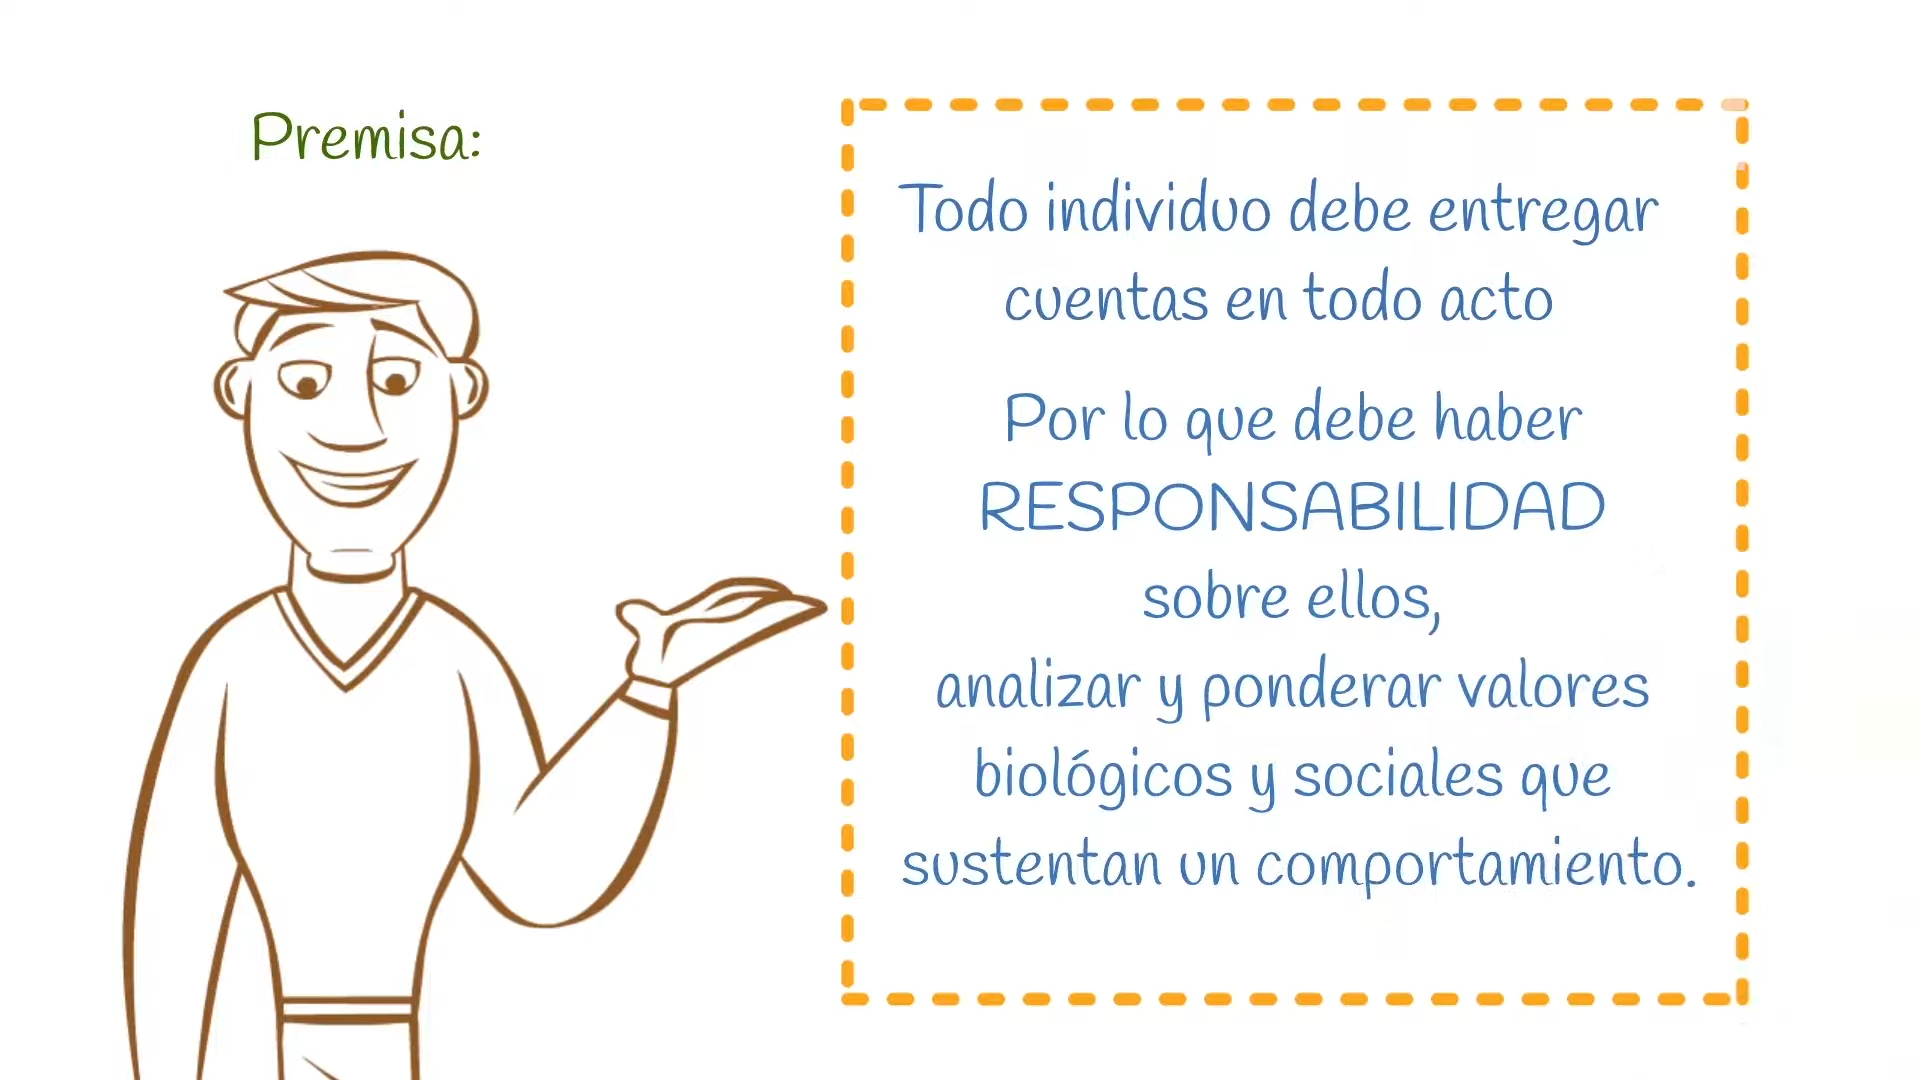 Premisa:
Todo individuo debe entregar
cuentas en todo acto
Por lo que debe haber
RESPONSABILIDAD
sobre ellos,
analizar y ponderar valores
biológicos y sociales que
sustentan un comportamiento.